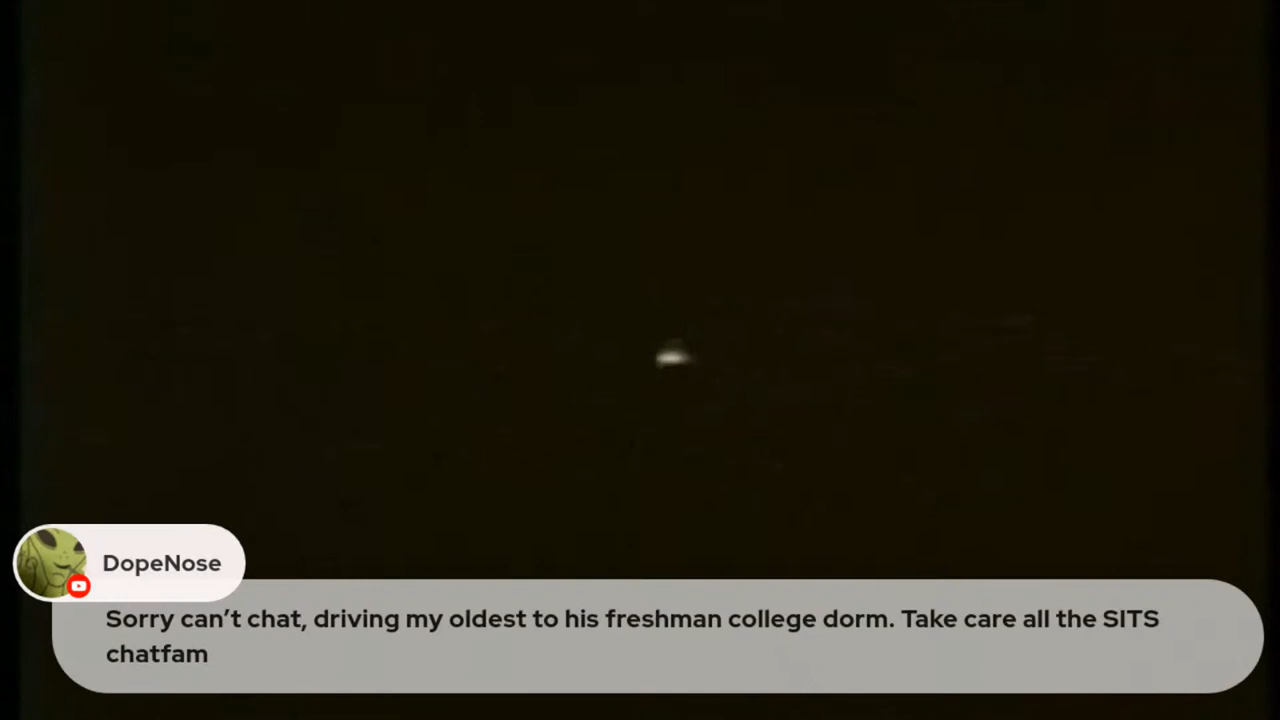 DopeNose
Sorry can’t chat, driving my oldest to his freshman college dorm. Take care all the SITS
chatfam